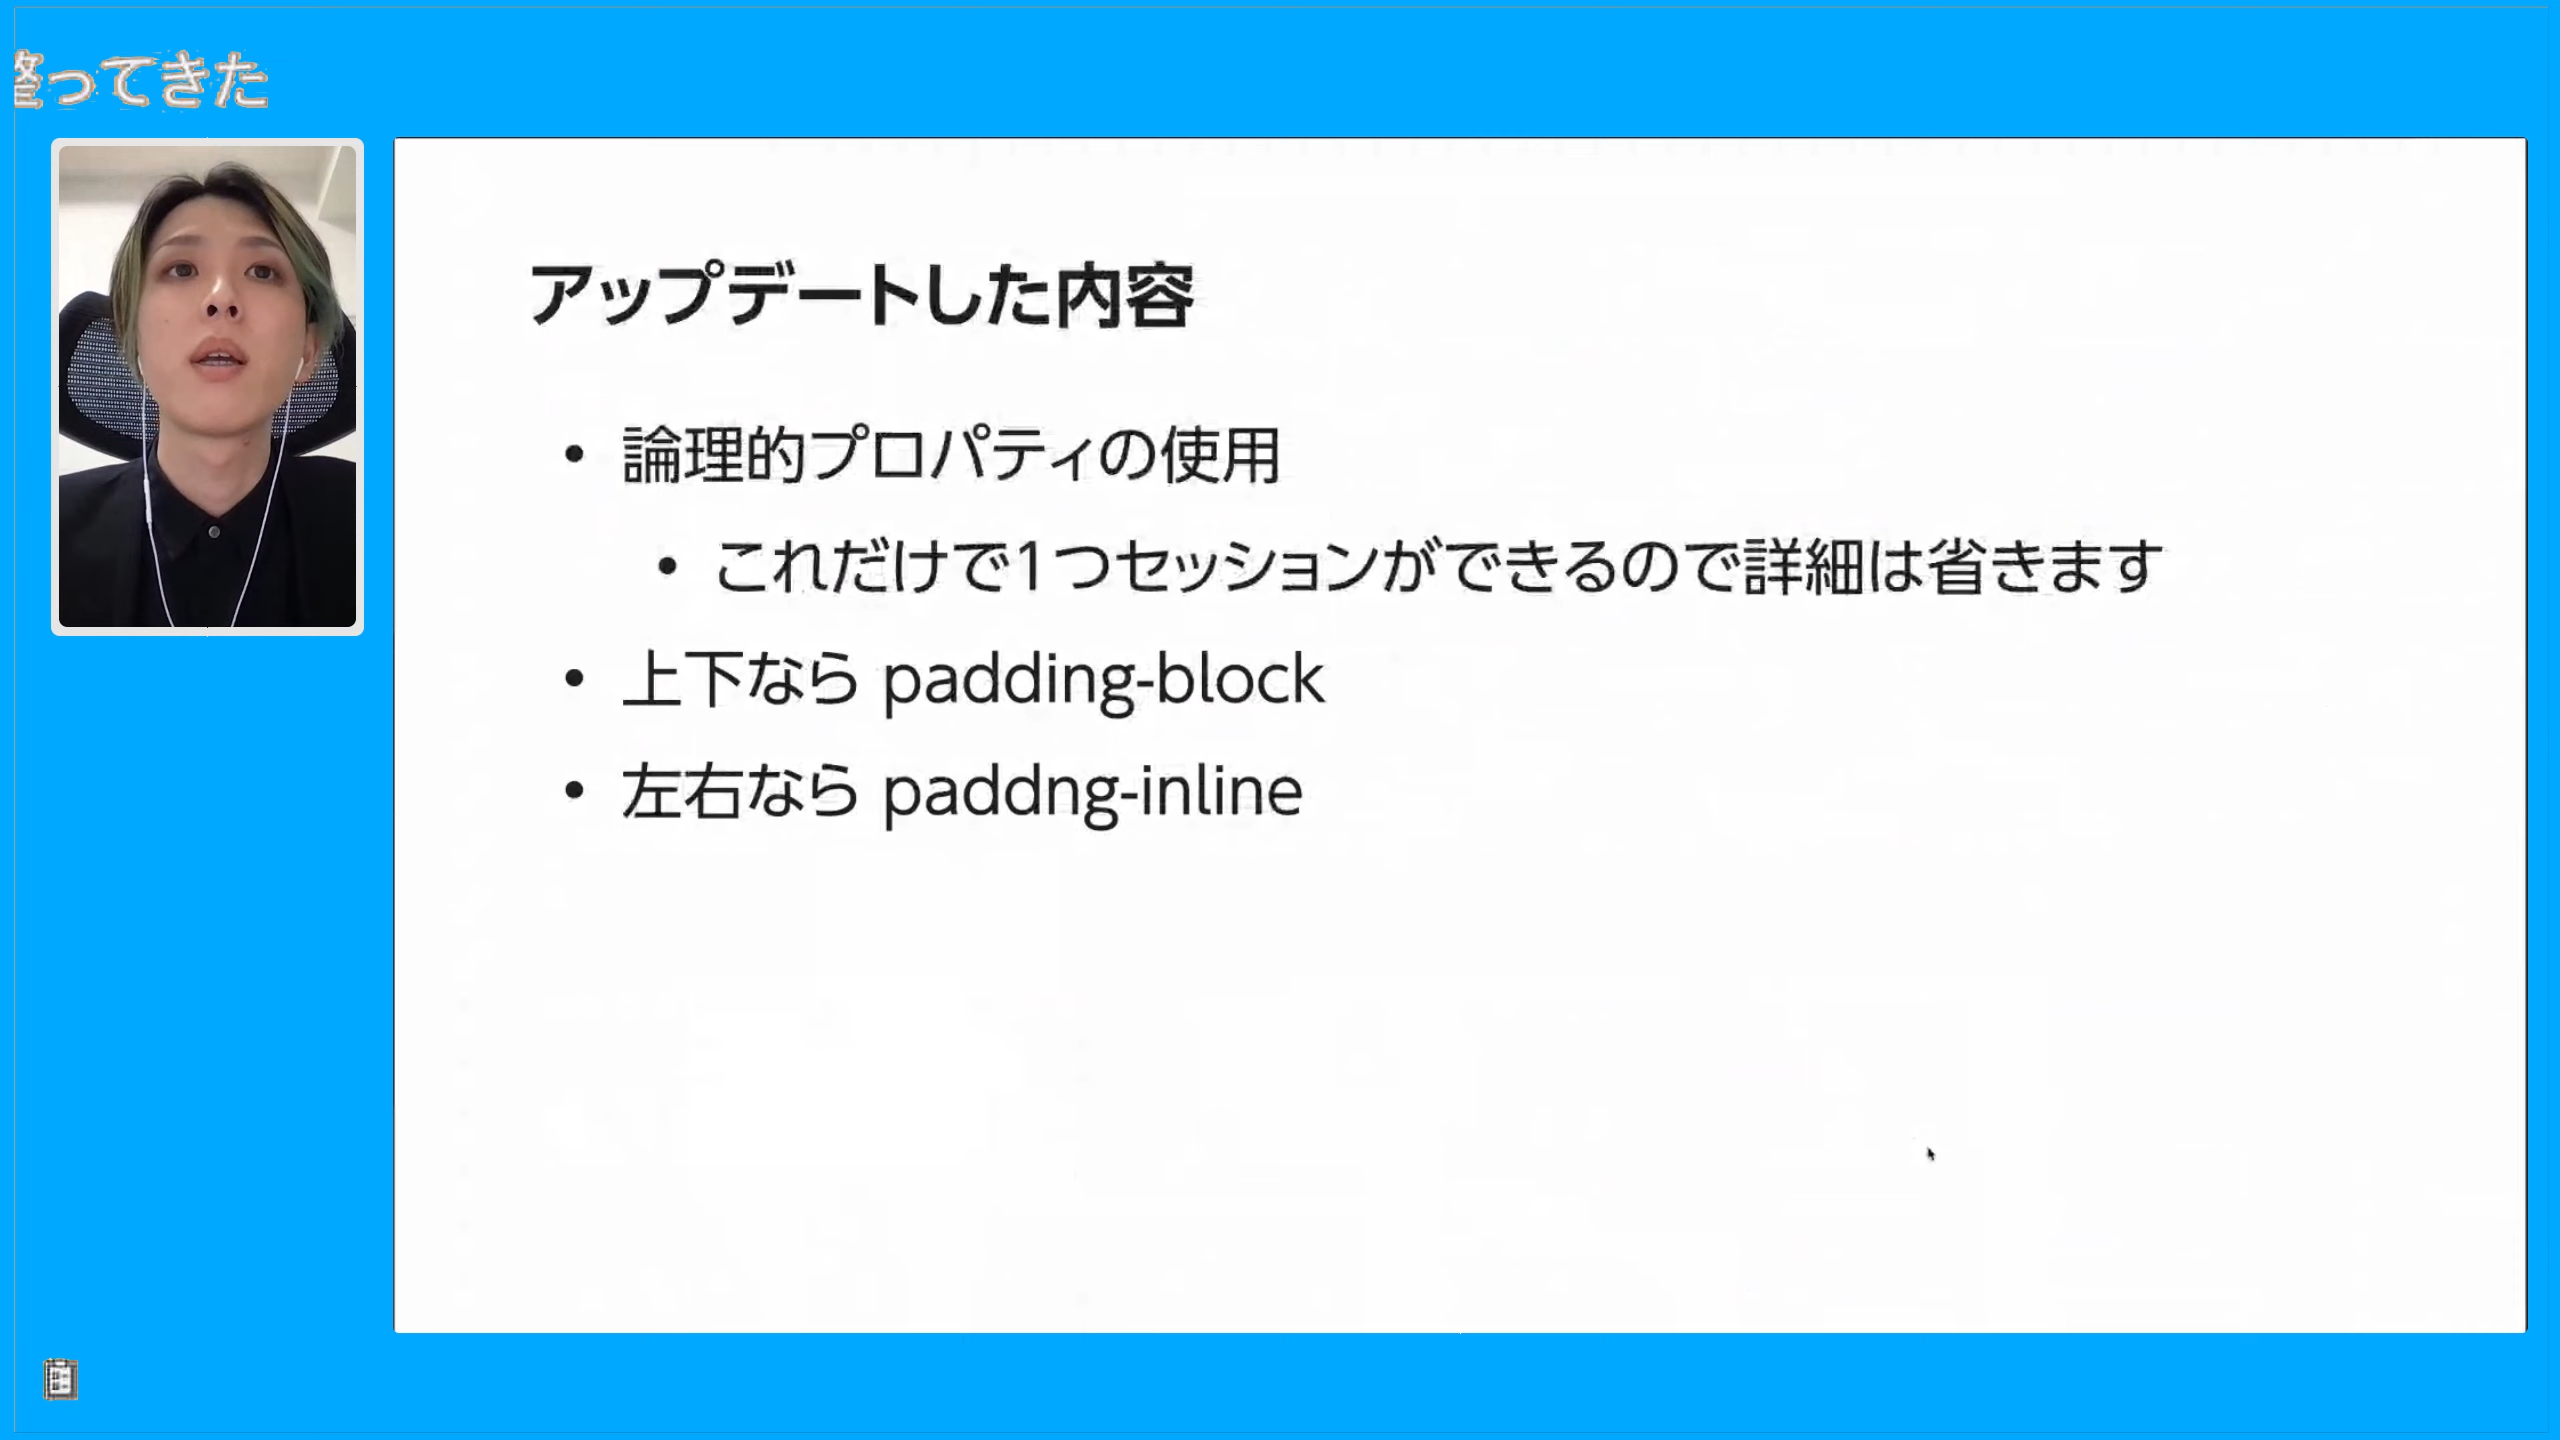 整ってきた
アップデートした内容
• 論理的プロパティの使用
• これだけで1つセッションができるので詳細は省きます
• 上下なら padding-block
• 左右なら paddng-inline